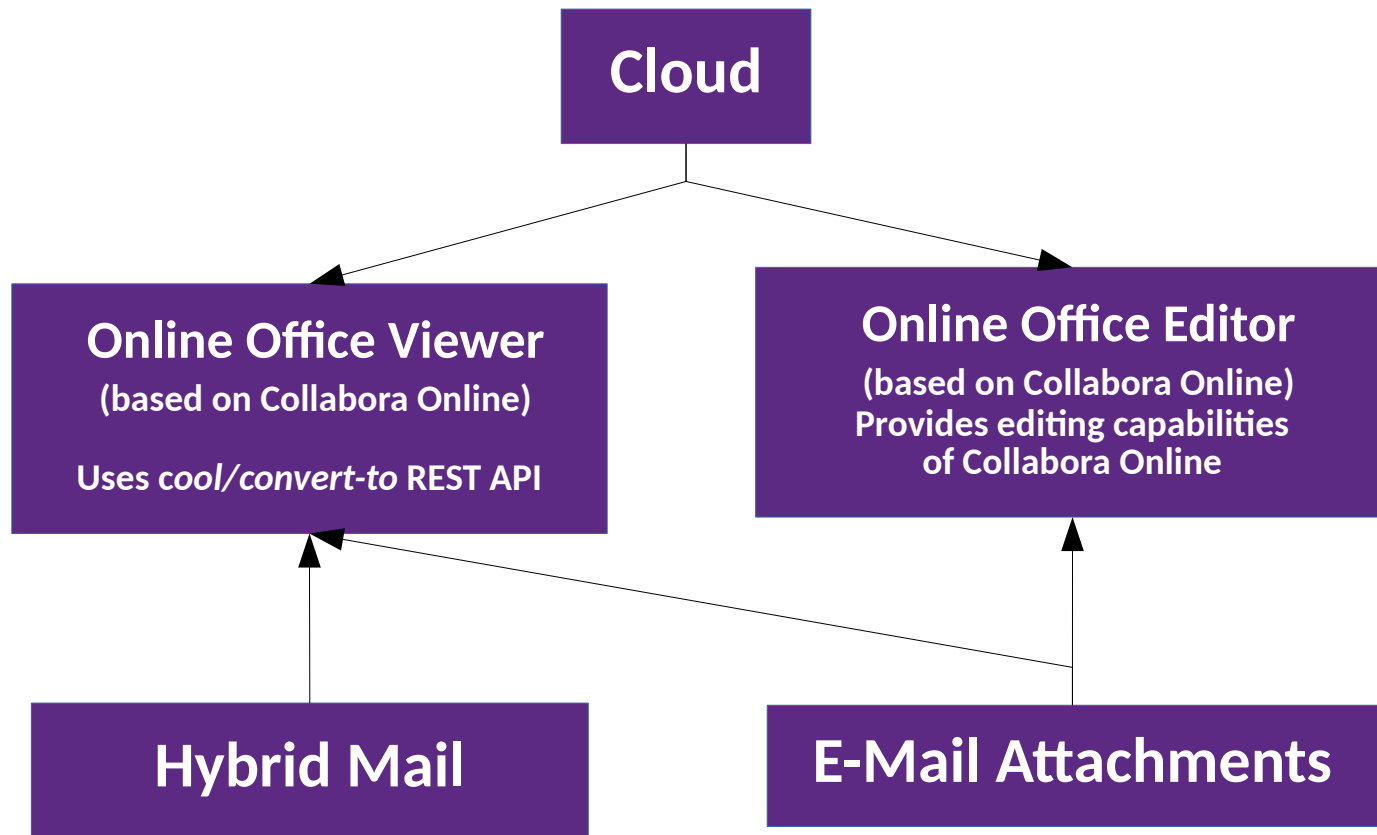 Cloud
Online Office Viewer
(based on Collabora Online)
Uses cool/convert-to REST API
Online Office Editor
(based on Collabora Online)
Provides editing capabilities
of Collabora Online
Hybrid Mail
E-Mail Attachments